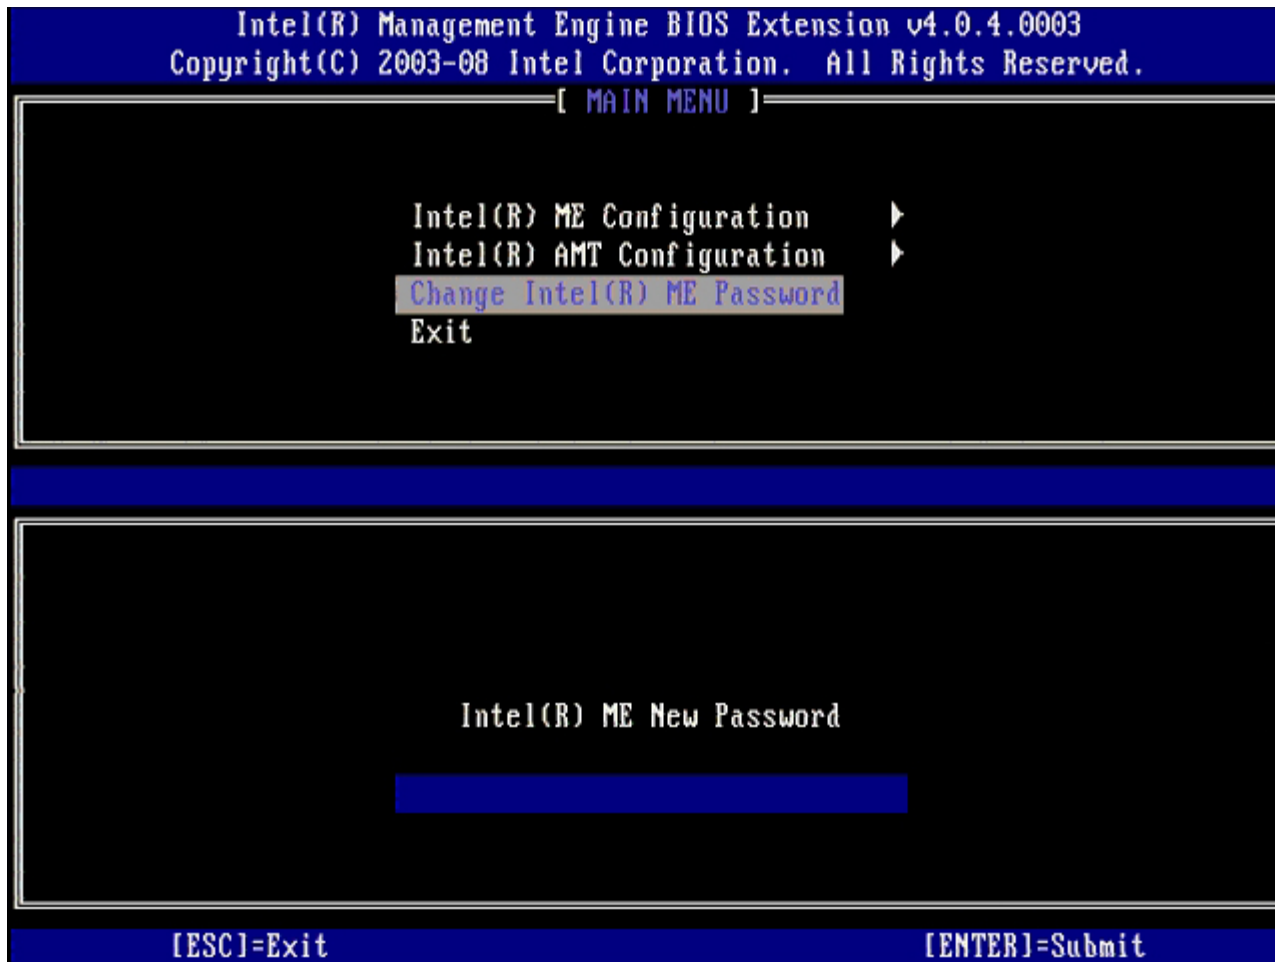 Intel(R) Management Engine BIOS Extension v4.0.4.0003
Copyright(C) 2003-08 Intel Corporation. All Rights Reserved.
[ MAIN MENU ]
Intel(R) ME Configuration
Intel(R) AMT Configuration
Change Intel(R) ME Password
Exit
Intel(R) ME New Password
[ESC]=Exit [ENTER]=Submit